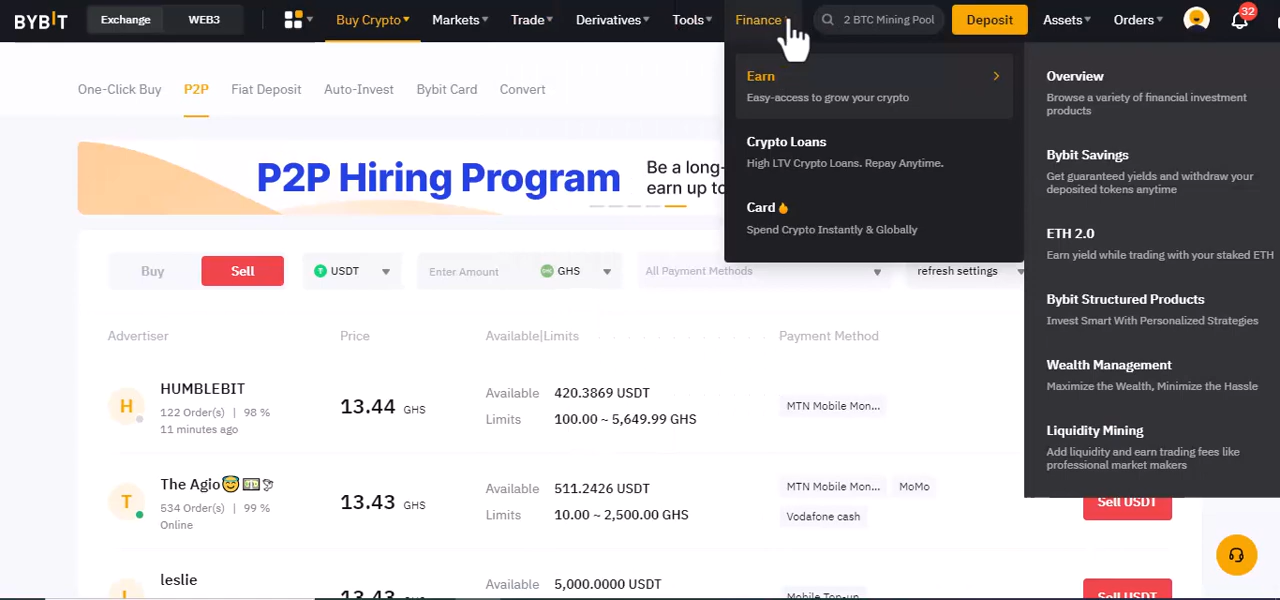 BYBIT
Exchange WEB3
Buy Crypto
Markets
Trade
Derivatives
Tools
Finance
2 BTC Mining Pool
Deposit
Assets
Orders
32
One-Click Buy P2P Fiat Deposit Auto-Invest Bybit Card Convert
P2P Hiring Program
Be a long-
earn up to
Earn
Easy-access to grow your crypto
Crypto Loans
High LTV Crypto Loans. Repay Anytime.
Card
Spend Crypto Instantly & Globally
Overview
Browse a variety of financial investment
products
Bybit Savings
Get guaranteed yields and withdraw your
deposited tokens anytime
ETH 2.0
Earn yield while trading with your staked ETH
Bybit Structured Products
Invest Smart With Personalized Strategies
Wealth Management
Maximize the Wealth, Minimize the Hassle
Liquidity Mining
Add liquidity and earn trading fees like
professional market makers
Buy Sell USDT Enter Amount GHS All Payment Methods refresh settings
Advertiser Price Available|Limits Payment Method
H HUMBLEBIT
122 Order(s) | 98 %
11 minutes ago
13.44 GHS
Available 420.3869 USDT
Limits 100.00 ~ 5,649.99 GHS
MTN Mobile Mon...
T The Agio
534 Order(s) | 99 %
Online
13.43 GHS
Available 511.2426 USDT
Limits 10.00 ~ 2,500.00 GHS
MTN Mobile Mon... MoMo
Vodafone cash
Sell USDT
leslie
13.43 GHS
Available 5,000.0000 USDT
Mobile Top-up
Sell USDT